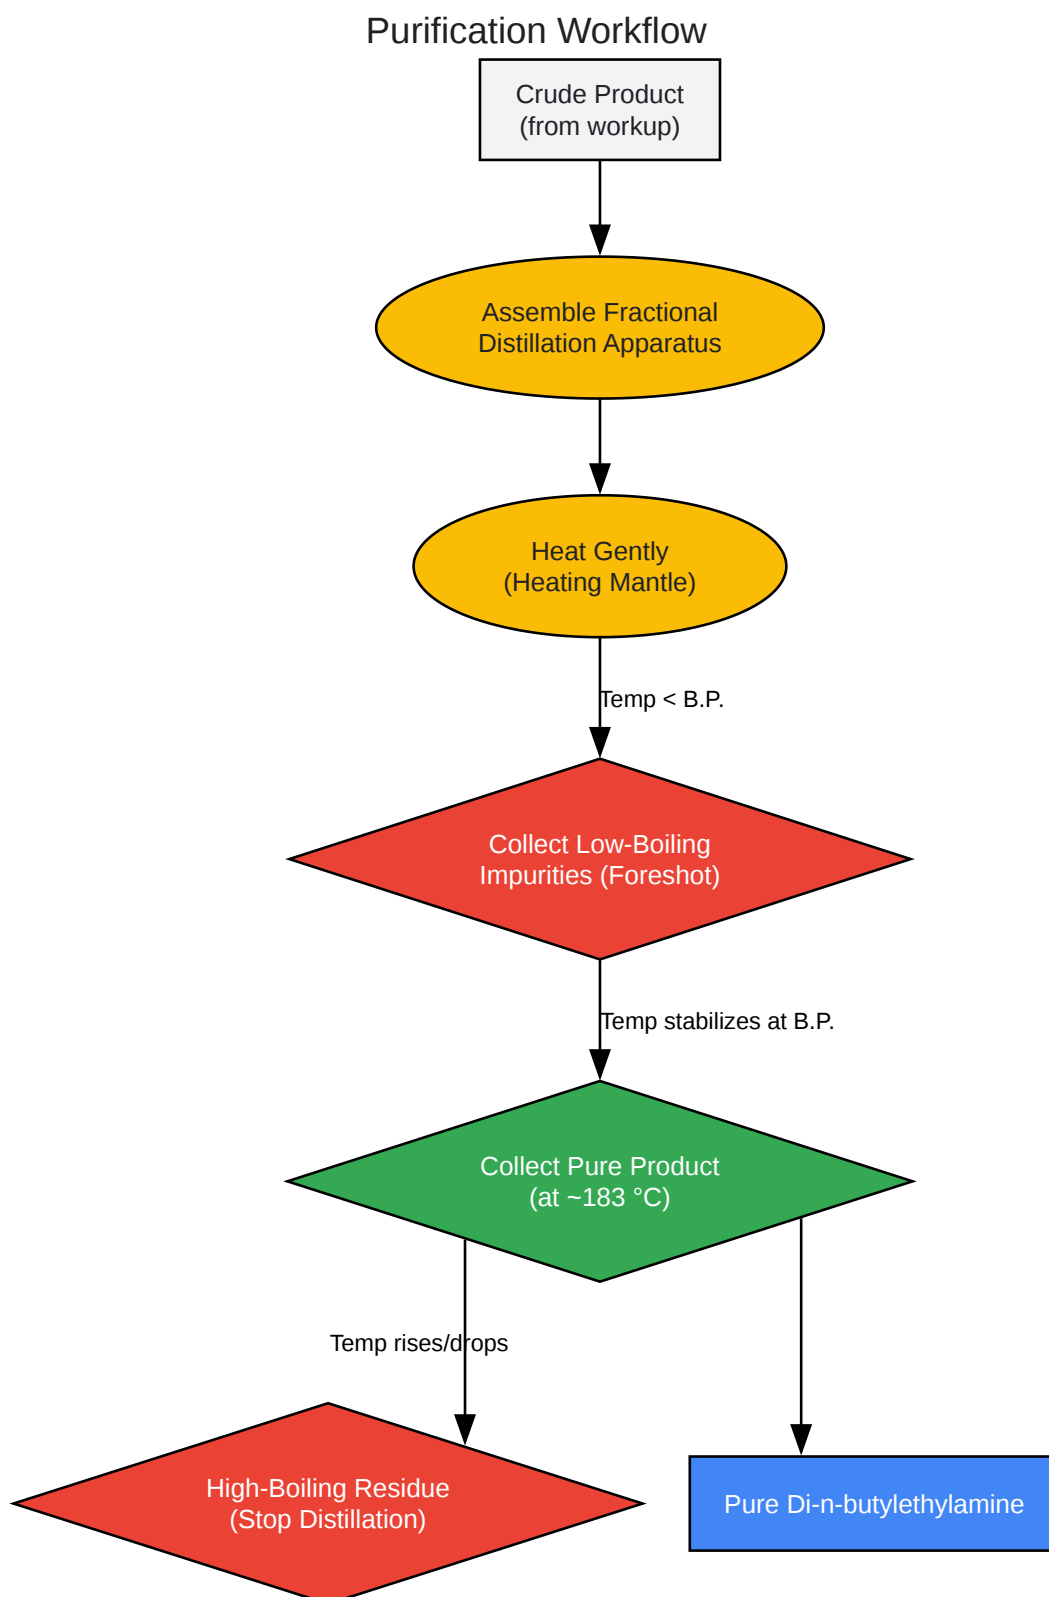 Purification Workflow
Crude Product
(from workup)
Assemble Fractional
Distillation Apparatus
Heat Gently
(Heating Mantle)
Temp < B.P.
Collect Low-Boiling
Impurities (Foreshot)
Temp stabilizes at B.P.
Collect Pure Product
(at ~183 °C)
Temp rises/drops
High-Boiling Residue
(Stop Distillation)
Pure Di-n-butylethylamine